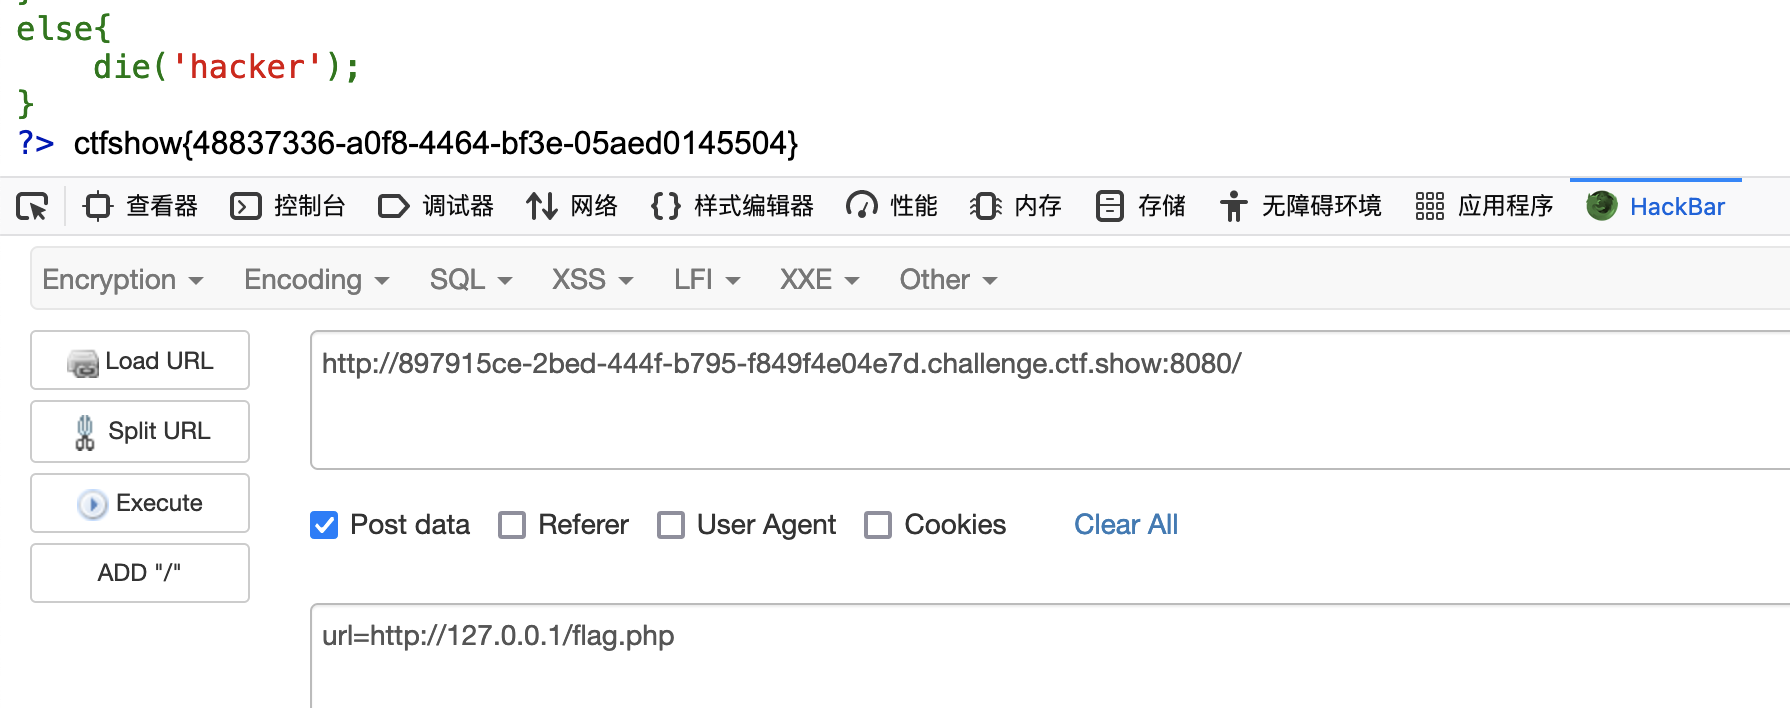 else{
die('hacker');
}
?> ctfshow{48837336-a0f8-4464-bf3e-05aed0145504}
查看器 控制台 调试器 网络 样式编辑器 性能 内存 存储 无障碍环境 应用程序 HackBar
Encryption Encoding SQL XSS LFI XXE Other
Load URL
http://897915ce-2bed-444f-b795-f849f4e04e7d.challenge.ctf.show:8080/
Split URL
Execute
Post data Referer User Agent Cookies Clear All
ADD "/"
url=http://127.0.0.1/flag.php